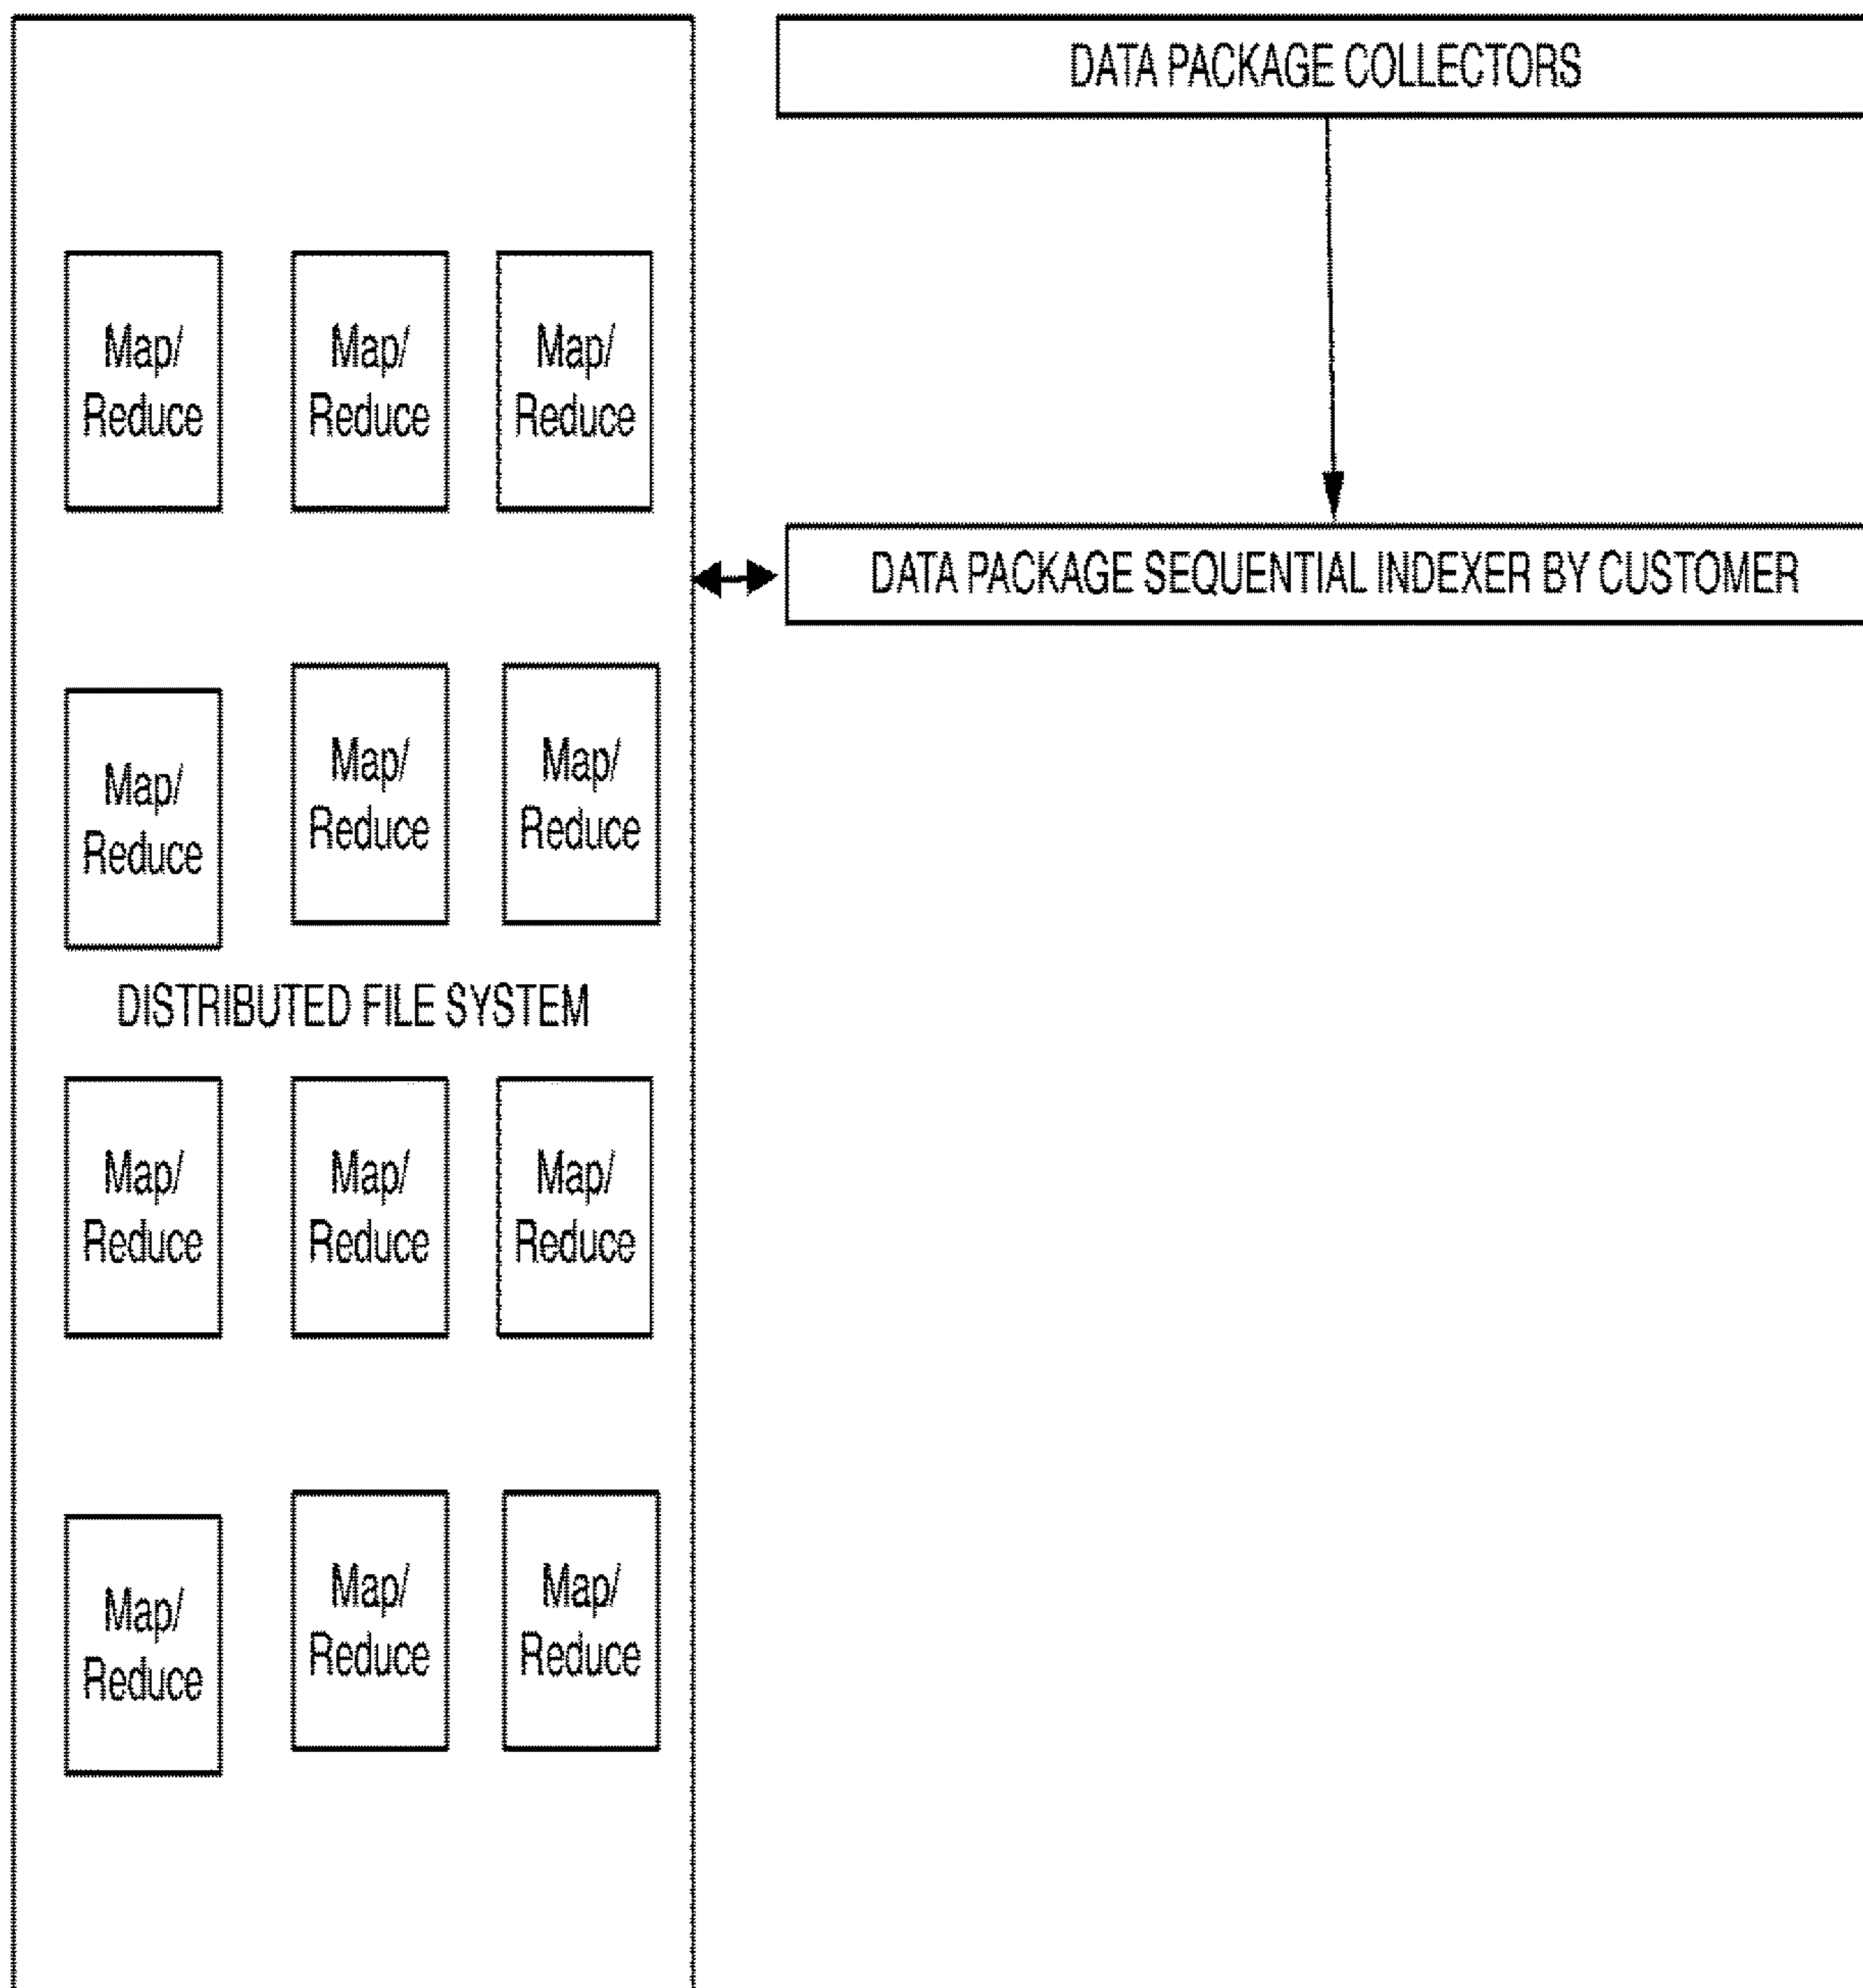 DATA PACKAGE COLLECTORS
Map/
Reduce
Map/
Reduce
Map/
Reduce
DATA PACKAGE SEQUENTIAL INDEXER BY CUSTOMER
Map/
Reduce
Map/
Reduce
Map/
Reduce
DISTRIBUTED FILE SYSTEM
Map/
Reduce
Map/
Reduce
Map/
Reduce
Map/
Reduce
Map/
Reduce
Map/
Reduce